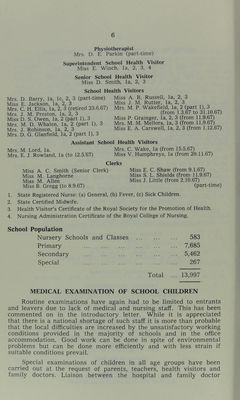 6
Physiotherapist
Mrs. D. E. Parkin (part-time)
Superintendent School Health Visitor
Miss E. Winch, 1a, 2, 3, 4
Senior School Health Visitor
Miss D. Smith, 1a, 2, 3
School Health Visitors
Mrs. D. Barry, 1a, 1c, 2, 3 (part-time)
Miss E. Jackson, 1a, 2, 3
Mrs. C. H. Ellis, 1a, 2, 3 (retired 23.6.67)
Mrs. J. M. Preston, 1a, 2, 3
Miss D. S. Owen, 1a, 2 (part 1), 3
Mrs. M. D. Whalen, 1a, 2 (part 1), 3
Mrs. J. Robinson, 1a, 2, 3
Mrs. D. G. Glanfield, 1a, 2 (part 1), 3
Miss A. R. Russell, 1a, 2, 3
Miss J. M. Rutter, 1a, 2, 3
Mrs. M. P. Wakefield, 1a, 2 (part 1), 3
(from 1.3.67 to 31.10.67)
Miss P. Granger, 1a, 2, 3 (from 11.9.67)
Mrs. M. M. Mellors, 1a, 3 (from 11.9.67)
Miss E. A. Carswell, 1a, 2, 3 (from 1.12.67)
Assistant School Health Visitors
Mrs. M. Lord, 1a.
Mrs. E. J. Rowland, 1a (to 12.5.67)
Mrs. C. Wake, 1a (from 15.5.67)
Miss V. Humphreys, 1a (from 20.11.67)
Clerks
Miss A. C. Smith (Senior Clerk)
Miss M. Langhorne
Miss M. White
Miss B. Gregg (to 8.9.67)
Miss E. C. Shaw (from 9.1.67)
Miss S. L. Shields (from 1.9.67)
Miss J. Little (from 2.10.67)
(part-time)
1. State Registered Nurse: (a) General, (b) Fever, (c) Sick Children.
2. State Certified Midwife.
3. Health Visitor's Certificate of the Royal Society for the Promotion of Health.
4. Nursing Administration Certificate of the Royal College of Nursing.
School Population
Nursery Schools and Classes ... ... ... 583
Primary ... ... ... 7,685
Secondary ... ... ... 5,462
Special ... ... ... 267
Total ... 13,997
MEDICAL EXAMINATION OF SCHOOL CHILDREN
Routine examinations have again had to be limited to entrants
and leavers due to lack of medical and nursing staff. This has been
commented on in the introductory letter. While it is appreciated
that there is a national shortage of such staff it is more than probable
that the local difficulties are increased by the unsatisfactory working
conditions provided in the majority of schools and in the office
accommodation. Good work can be done in spite of environmental
problems but can be done more efficiently and with less strain if
suitable conditions prevail.
Special examinations of children in all age groups have been
carried out at the request of parents, teachers, health visitors and
family doctors. Liaison between the hospital and family doctor